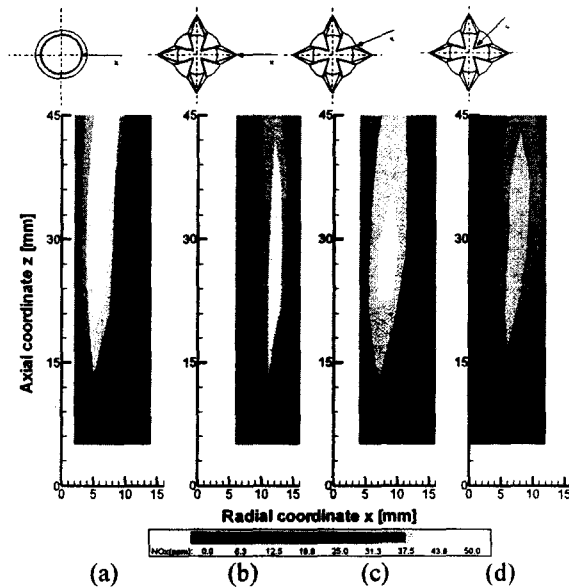 x x x x
45 45 45 45
30 30 30 30
15 15 15 15
0 0 0 0
0 5 10 15 0 5 10 15 0 5 10 15 0 5 10 15
Axial coordinate z [mm]
Radial coordinate x [mm]
NOx(ppm): 0.0 6.3 12.5 18.8 25.0 31.3 37.5 43.8 50.0
(a) (b) (c) (d)